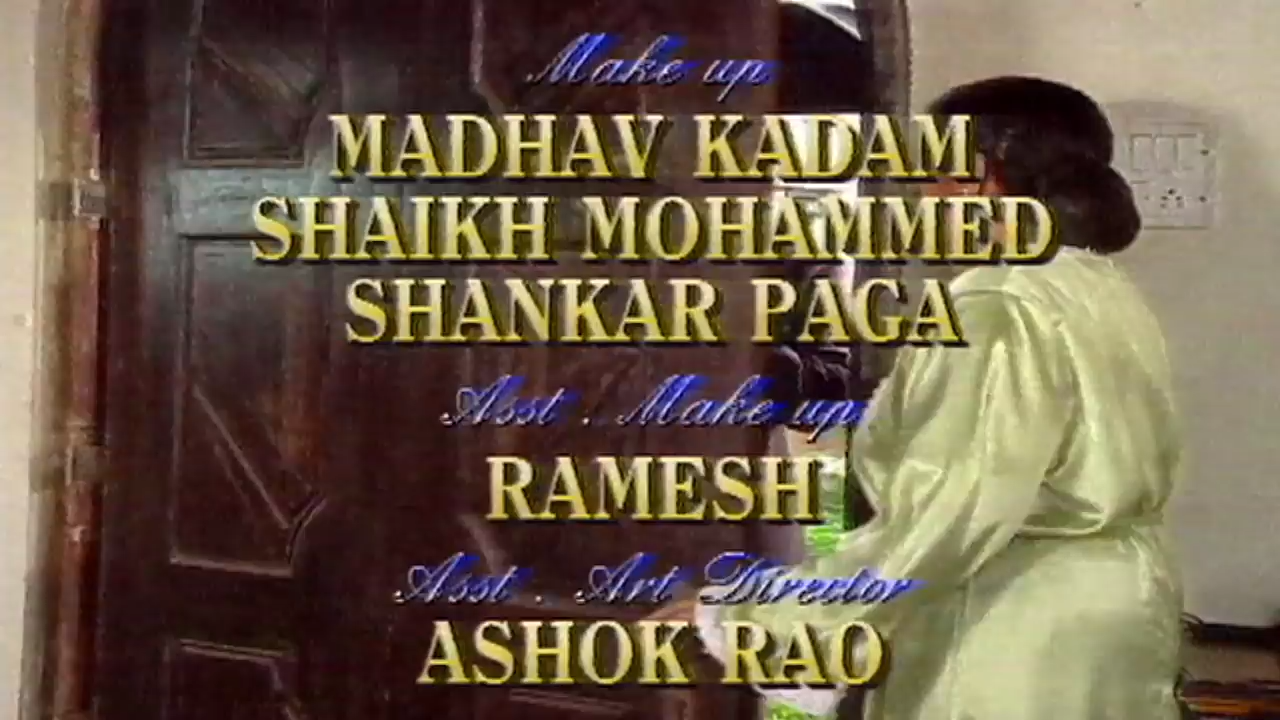 Make up
MADHAV KADAM
SHAIKH MOHAMMED
SHANKAR PAGA
Asst . Make up
RAMESH
Asst . Art Director
ASHOK RAO